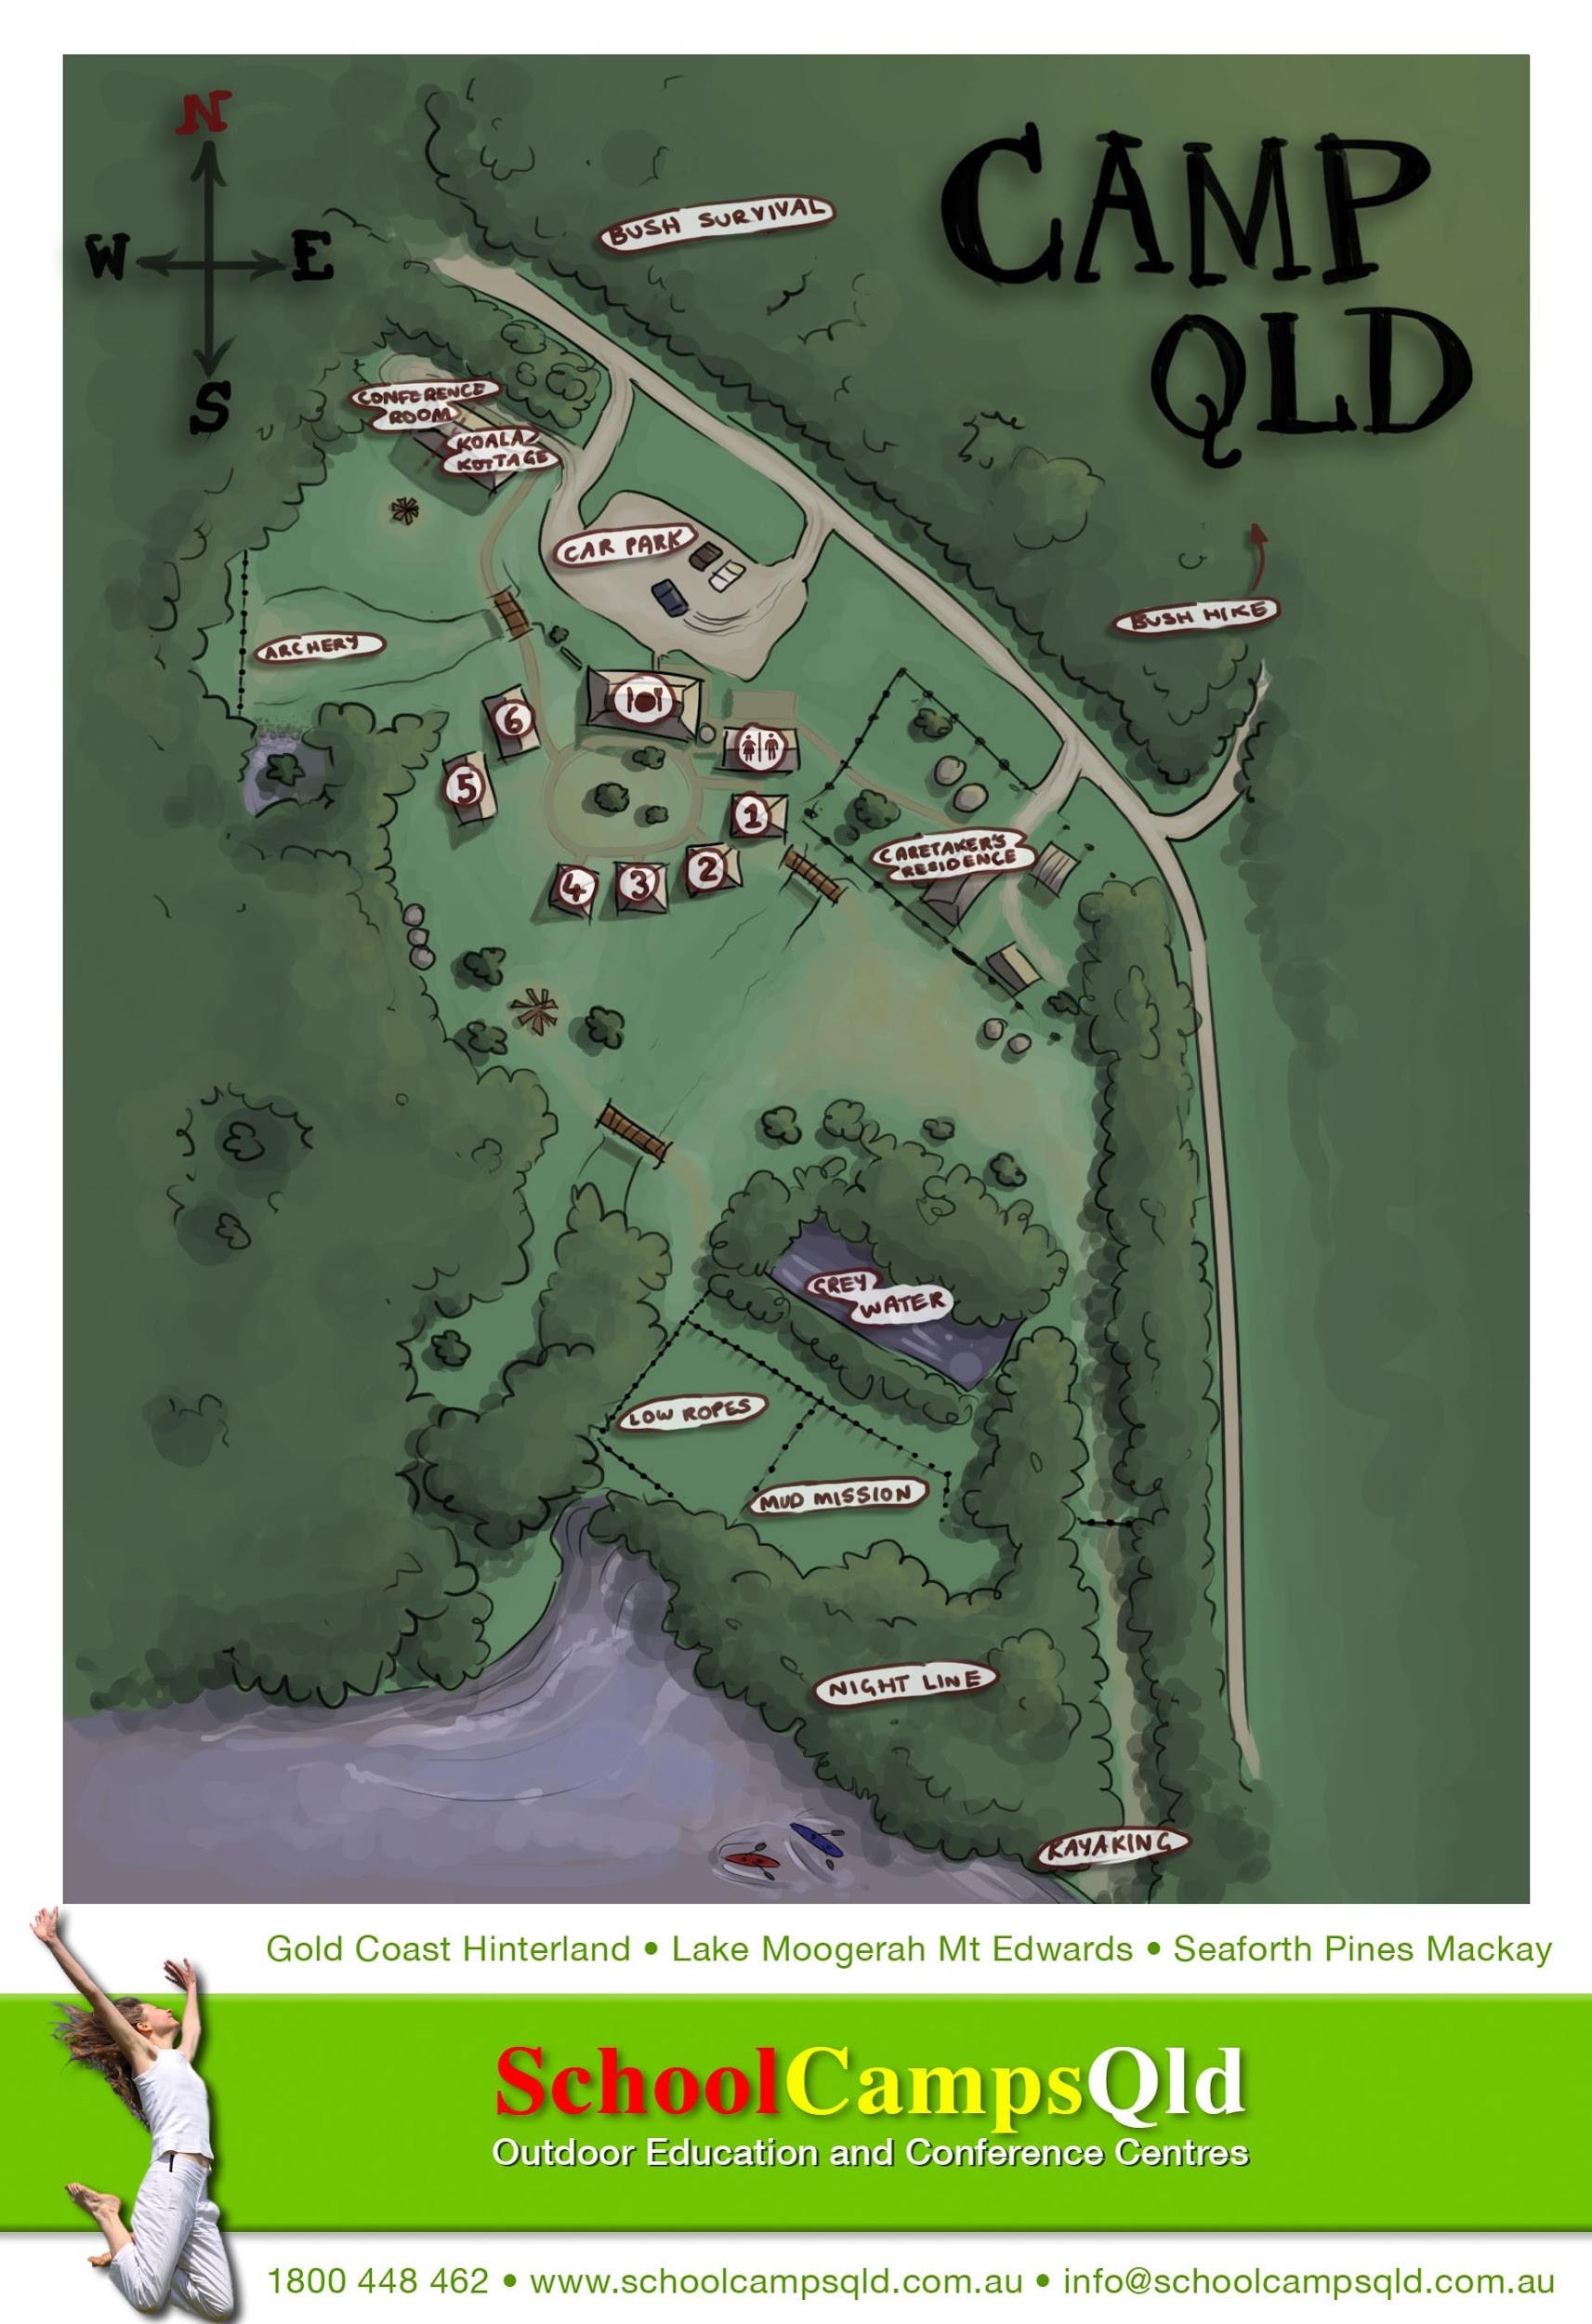 N
W E
S
CAMP
QLD
BUSH SURVIVAL
CONFERENCE
ROOM
KOALA
KOTTAGE
CAR PARK
BUSH HIKE
ARCHERY
6
5
1
2
3
4
CARETAKER'S
RESIDENCE
GREY
WATER
LOW ROPES
MUD MISSION
NIGHT LINE
KAYAKING
Gold Coast Hinterland • Lake Moogerah Mt Edwards • Seaforth Pines Mackay
SchoolCampsQld
Outdoor Education and Conference Centres
1800 448 462 • www.schoolcampsqld.com.au • info@schoolcampsqld.com.au